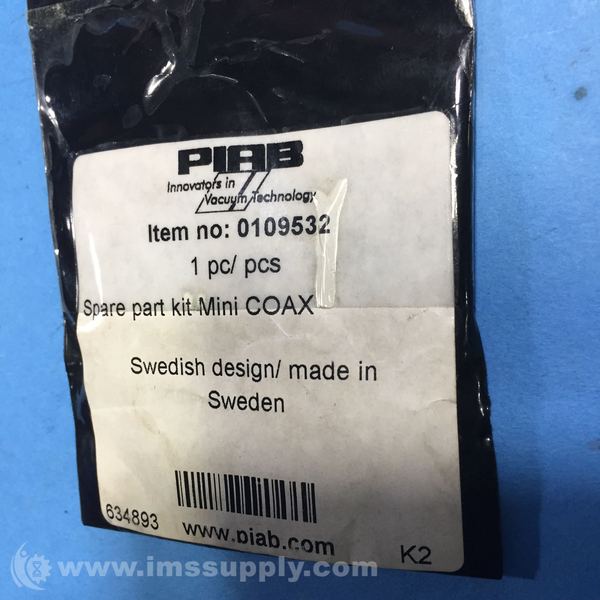 PIAB
Innovators in
Vacuum Technology
Item no: 0109532
1 pc/ pcs
Spare part kit Mini COAX
Swedish design/ made in
Sweden
634893
www.piab.com
K2
© www.imssupply.com